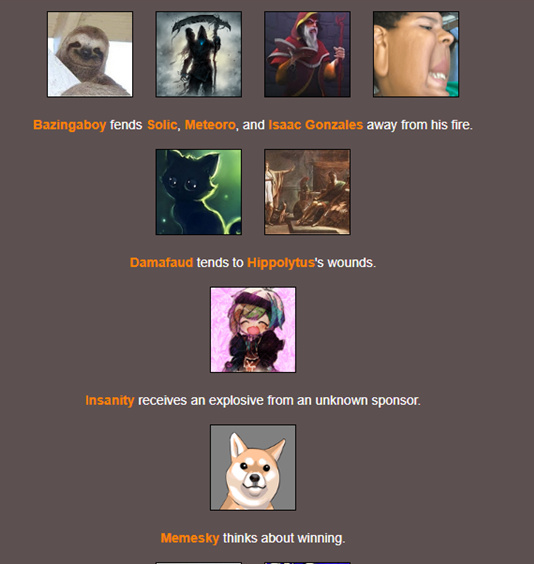 Bazingaboy fends Solic, Meteoro, and Isaac Gonzales away from his fire.
Damafaud tends to Hippolytus's wounds.
Insanity receives an explosive from an unknown sponsor.
Memesky thinks about winning.